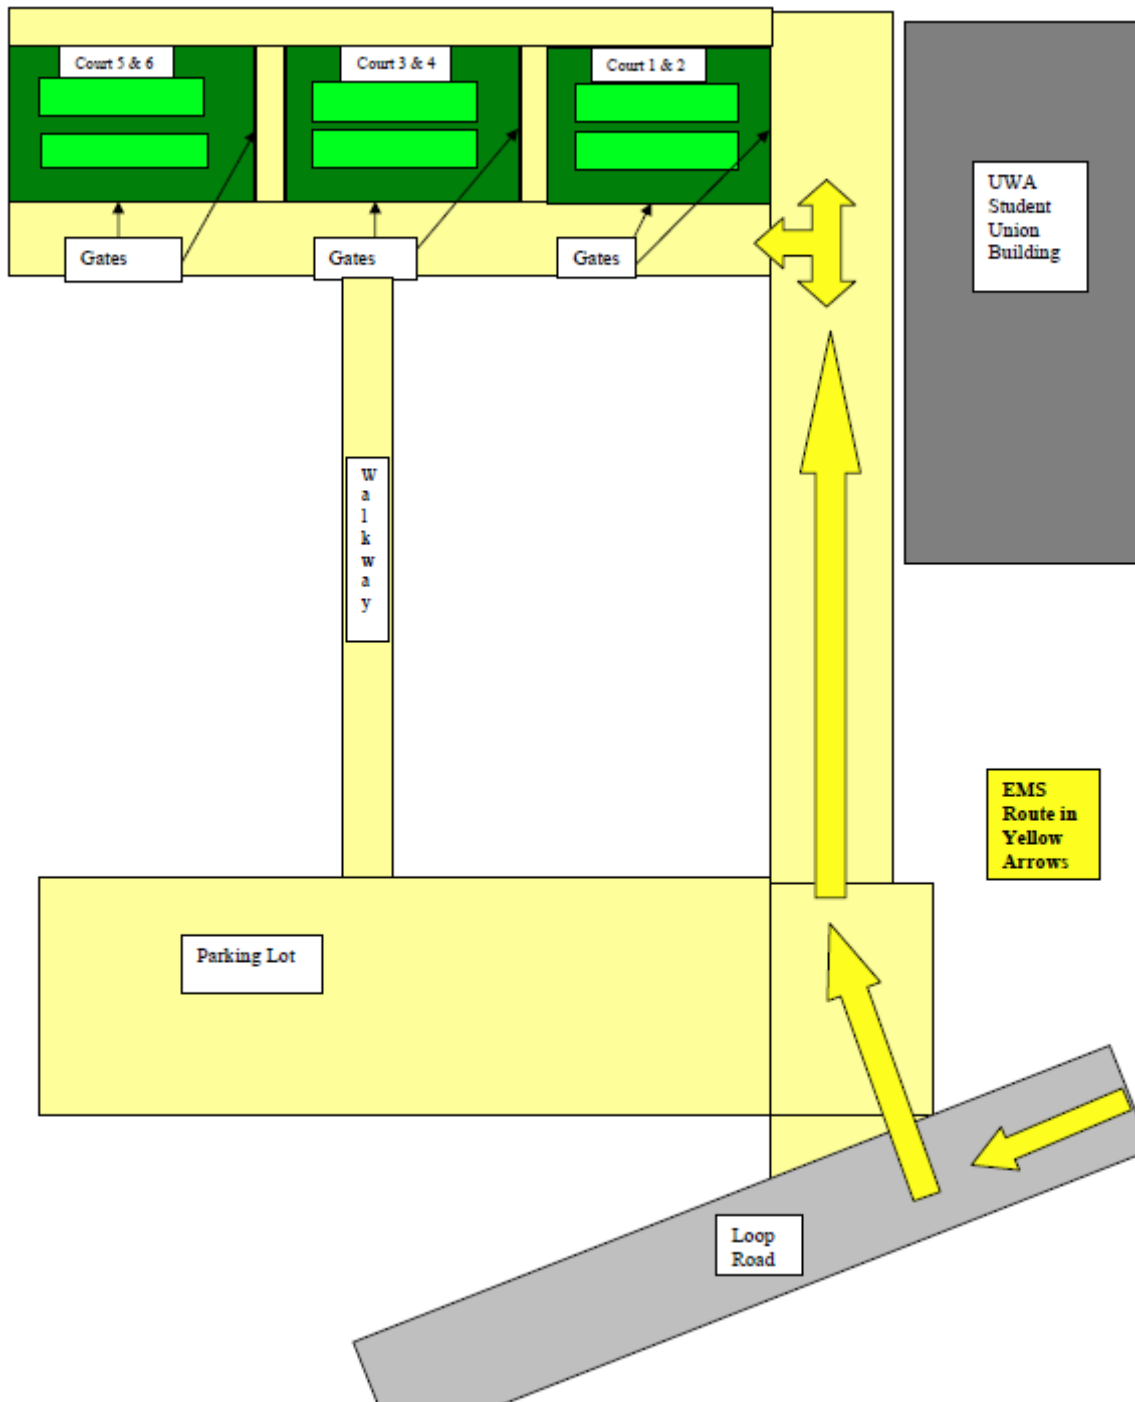 Court 5 & 6
Court 3 & 4
Court 1 & 2
UWA
Student
Union
Building
Gates
Gates
Gates
W
a
l
k
w
a
y
EMS
Route in
Yellow
Arrows
Parking Lot
Loop
Road